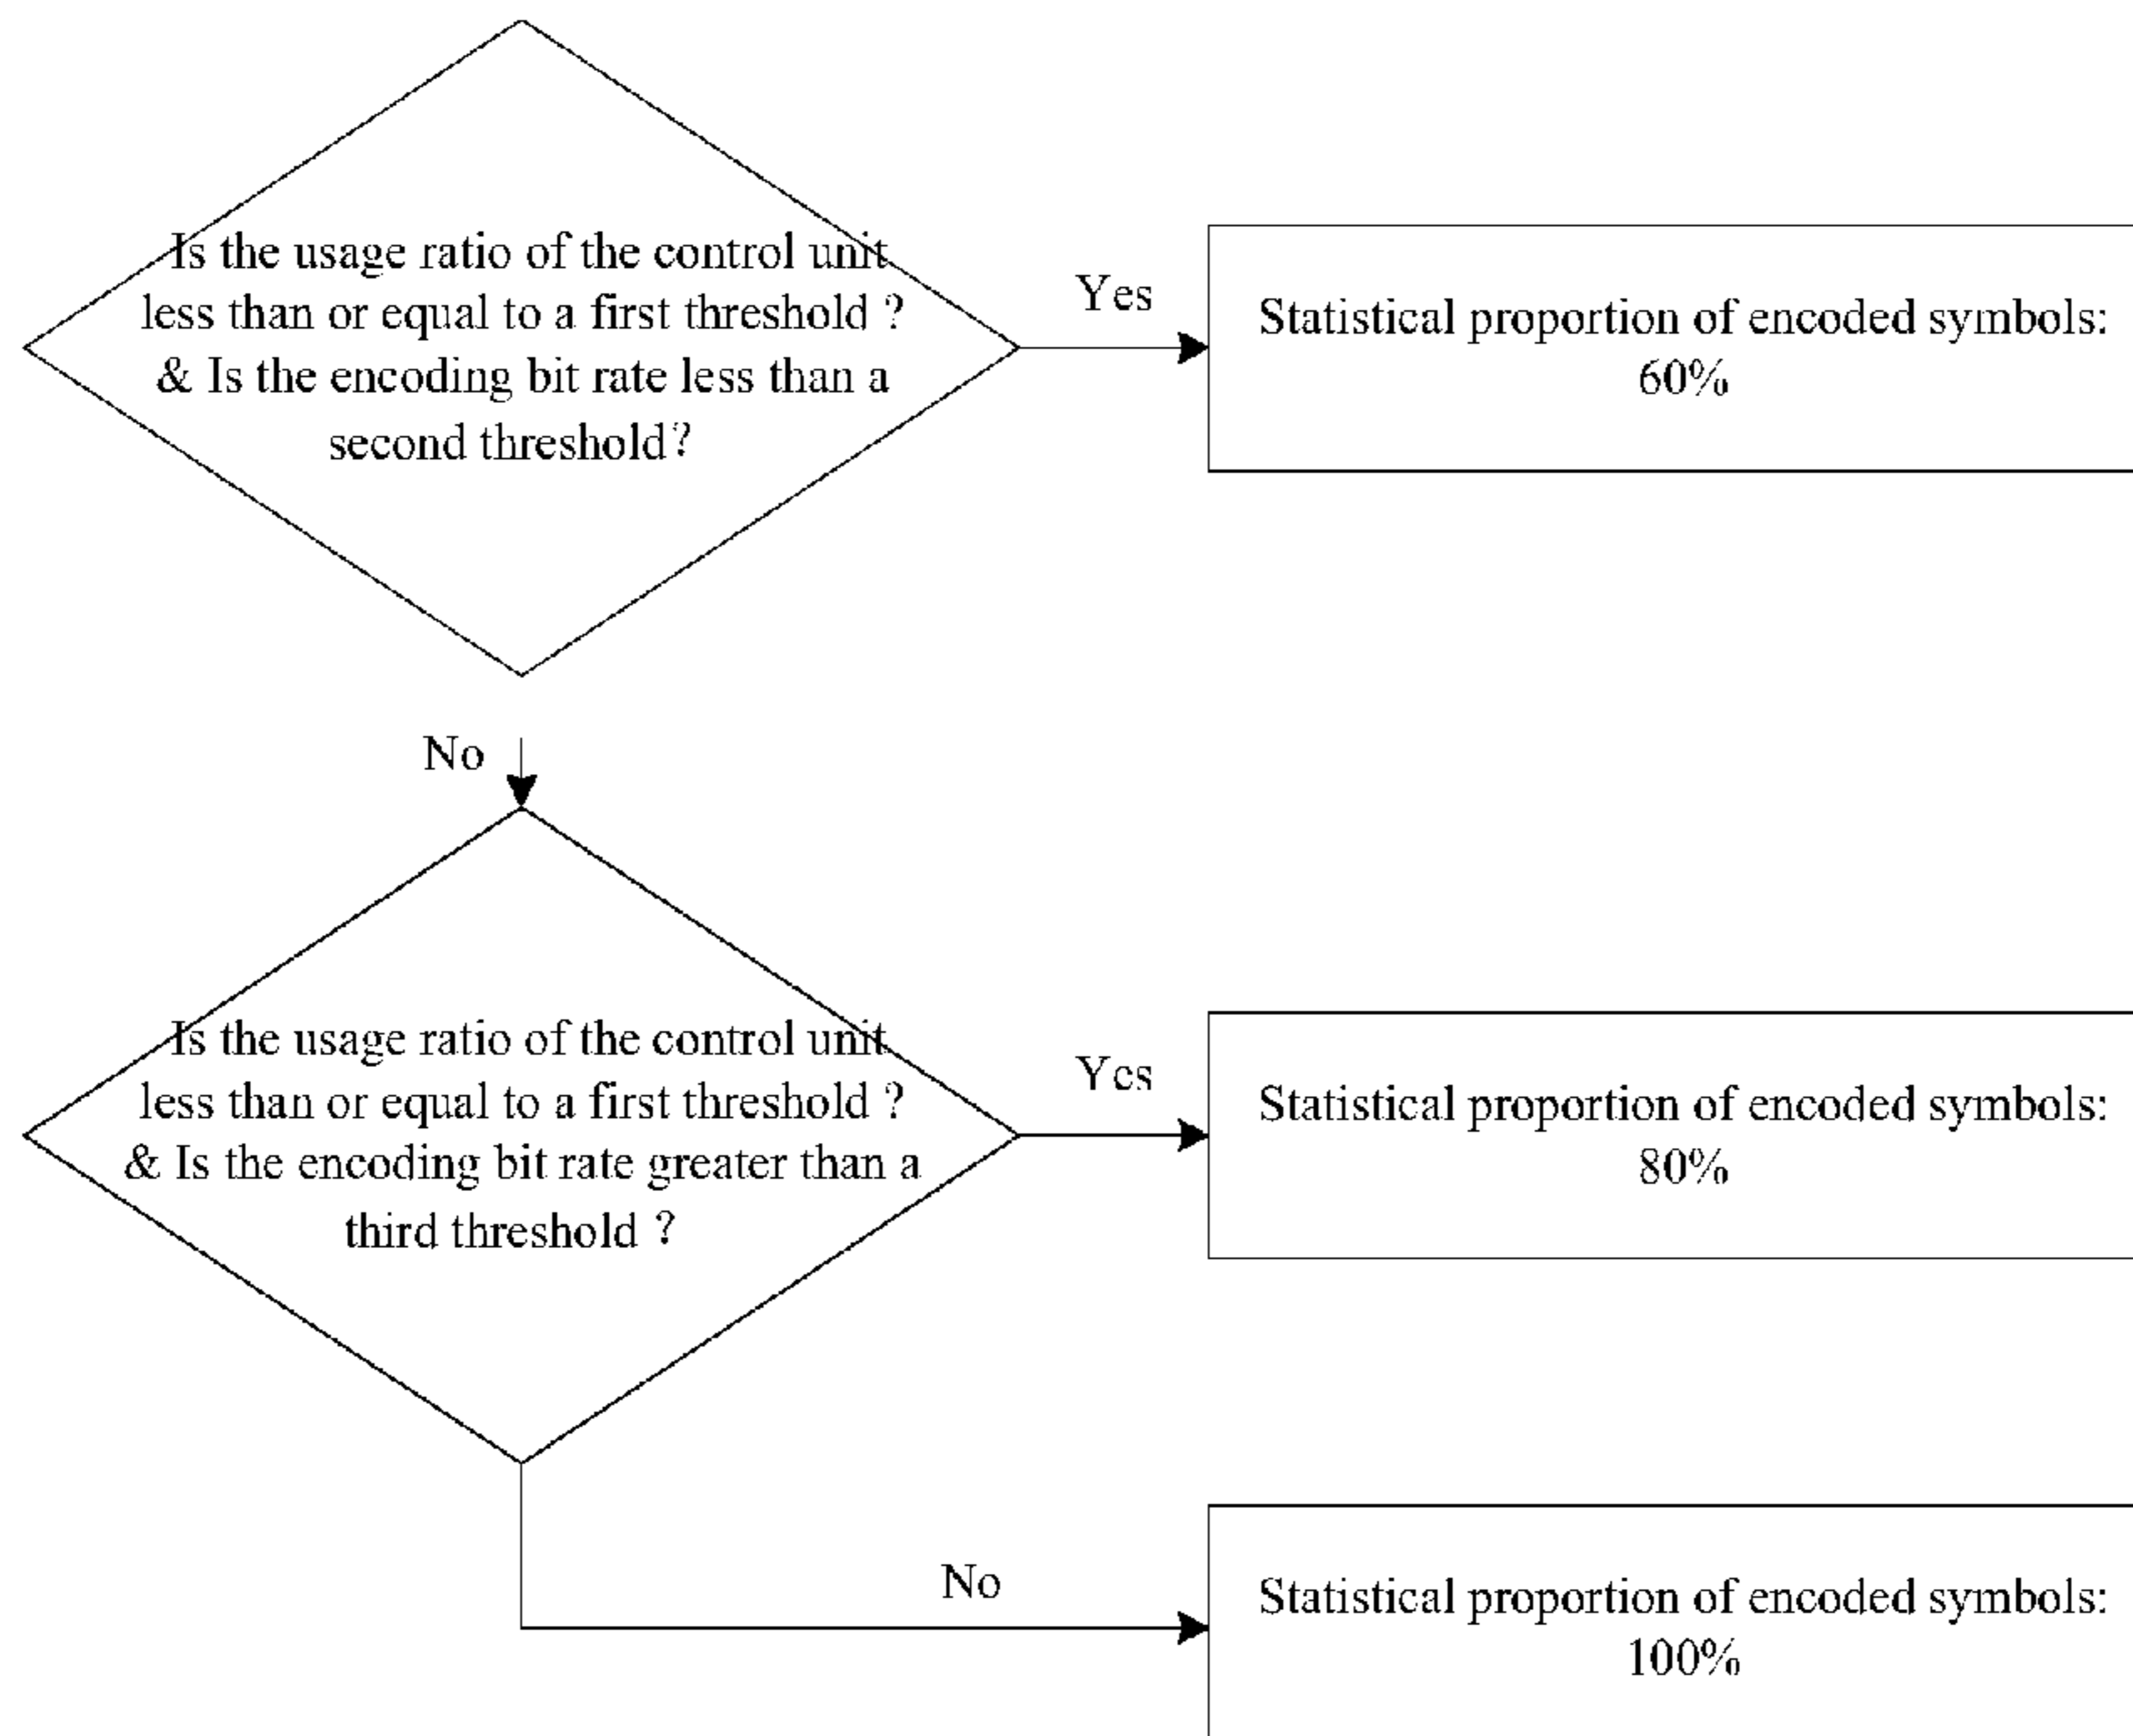 Is the usage ratio of the control unit
less than or equal to a first threshold ?
& Is the encoding bit rate less than a
second threshold?
Yes
Statistical proportion of encoded symbols:
60%
No
Is the usage ratio of the control unit
less than or equal to a first threshold ?
& Is the encoding bit rate greater than a
third threshold ?
Yes
Statistical proportion of encoded symbols:
80%
No
Statistical proportion of encoded symbols:
100%